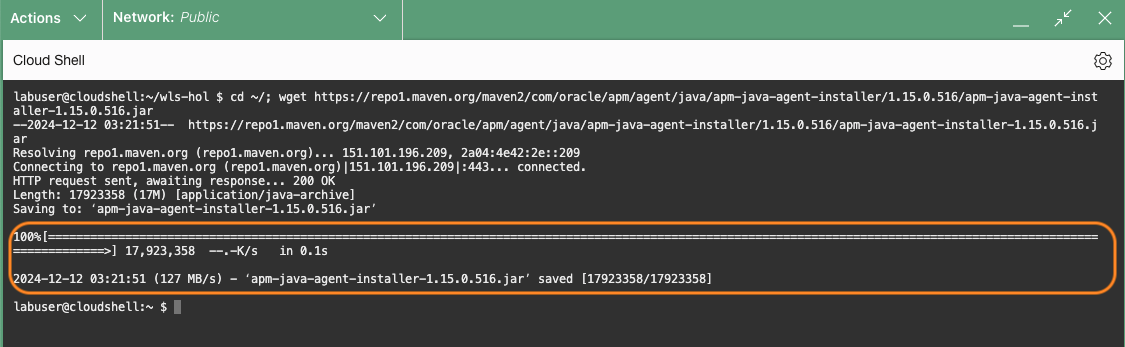 Actions
Network: Public
Cloud Shell
labuser@cloudshell:~/wls-hol $ cd ~/; wget https://repo1.maven.org/maven2/com/oracle/apm/agent/java/apm-java-agent-installer/1.15.0.516/apm-java-agent-inst
aller-1.15.0.516.jar
--2024-12-12 03:21:51--  https://repo1.maven.org/maven2/com/oracle/apm/agent/java/apm-java-agent-installer/1.15.0.516/apm-java-agent-installer-1.15.0.516.j
ar
Resolving repo1.maven.org (repo1.maven.org)... 151.101.196.209, 2a04:4e42:2e::209
Connecting to repo1.maven.org (repo1.maven.org)|151.101.196.209|:443... connected.
HTTP request sent, awaiting response... 200 OK
Length: 17923358 (17M) [application/java-archive]
Saving to: ‘apm-java-agent-installer-1.15.0.516.jar’
100%[======================================================================================================================================================
=============>] 17,923,358  --.-K/s   in 0.1s
2024-12-12 03:21:51 (127 MB/s) - ‘apm-java-agent-installer-1.15.0.516.jar’ saved [17923358/17923358]
labuser@cloudshell:~ $